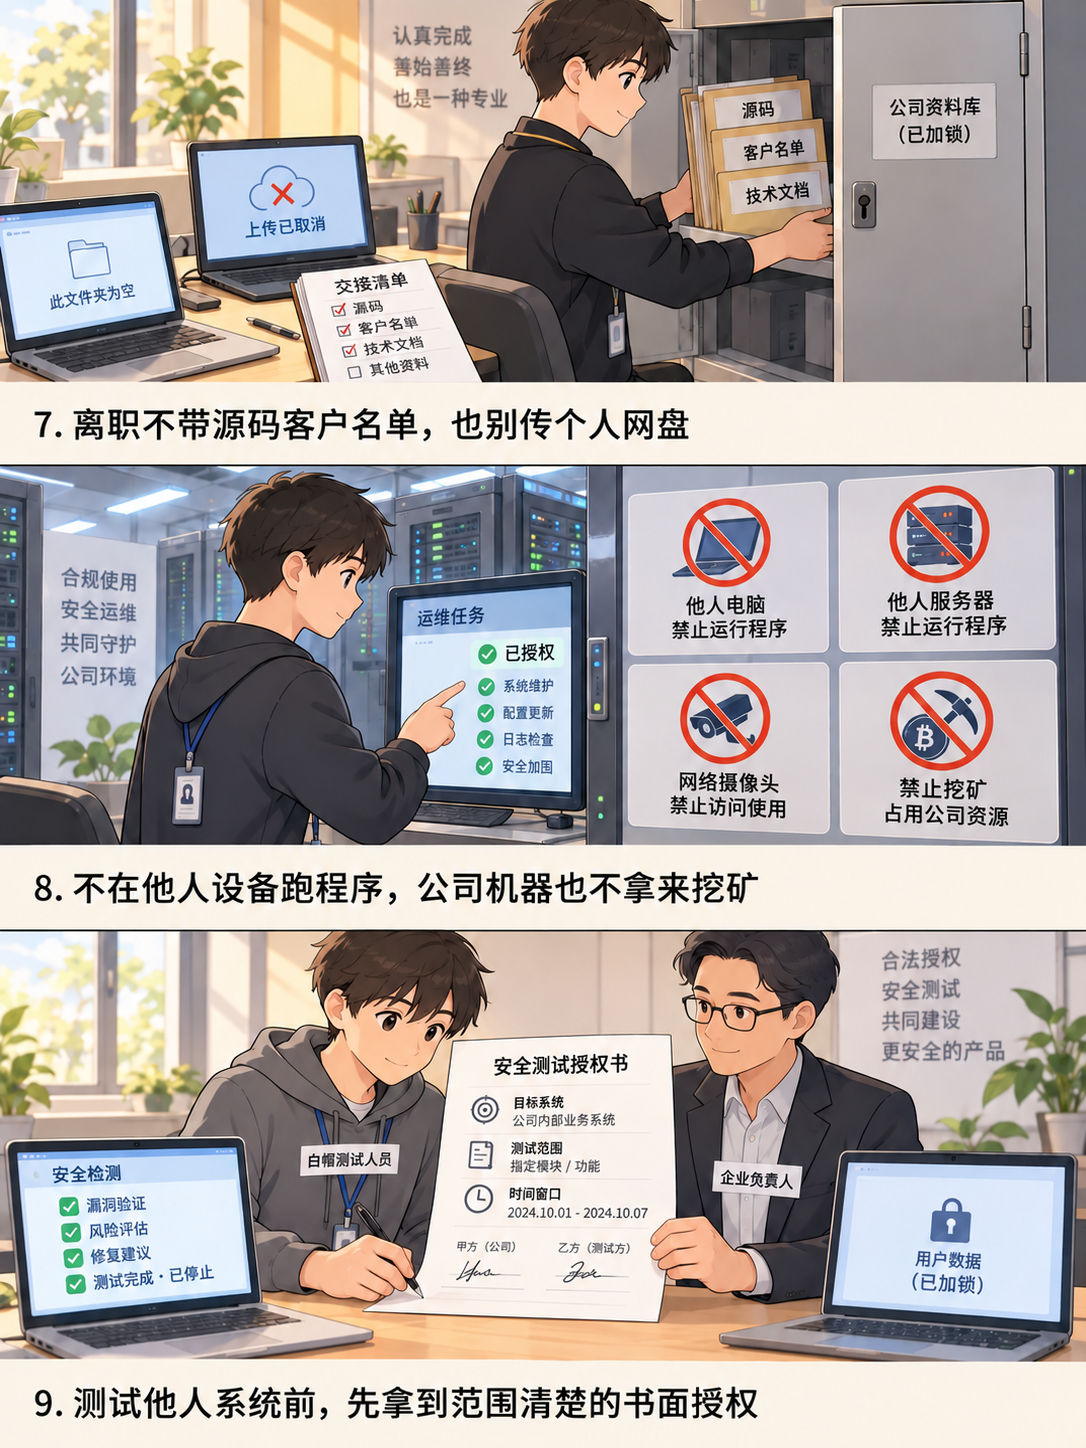 认真完成
善始善终
也是一种专业
源码
客户名单
技术文档
公司资料库
（已加锁）
上传已取消
此文件夹为空
交接清单
源码
客户名单
技术文档
其他资料
7. 离职不带源码客户名单，也别传个人网盘
合规使用
安全运维
共同守护
公司环境
运维任务
已授权
系统维护
配置更新
日志检查
安全加固
他人电脑
禁止运行程序
他人服务器
禁止运行程序
网络摄像头
禁止访问使用
禁止挖矿
占用公司资源
8. 不在他人设备跑程序，公司机器也不拿来挖矿
合法授权
安全测试
共同建设
更安全的产品
安全测试授权书
目标系统
公司内部业务系统
测试范围
指定模块 / 功能
时间窗口
2024.10.01 - 2024.10.07
甲方（公司） 乙方（测试方）
白帽测试人员
企业负责人
安全检测
漏洞验证
风险评估
修复建议
测试完成·已停止
用户数据
（已加锁）
9. 测试他人系统前，先拿到范围清楚的书面授权